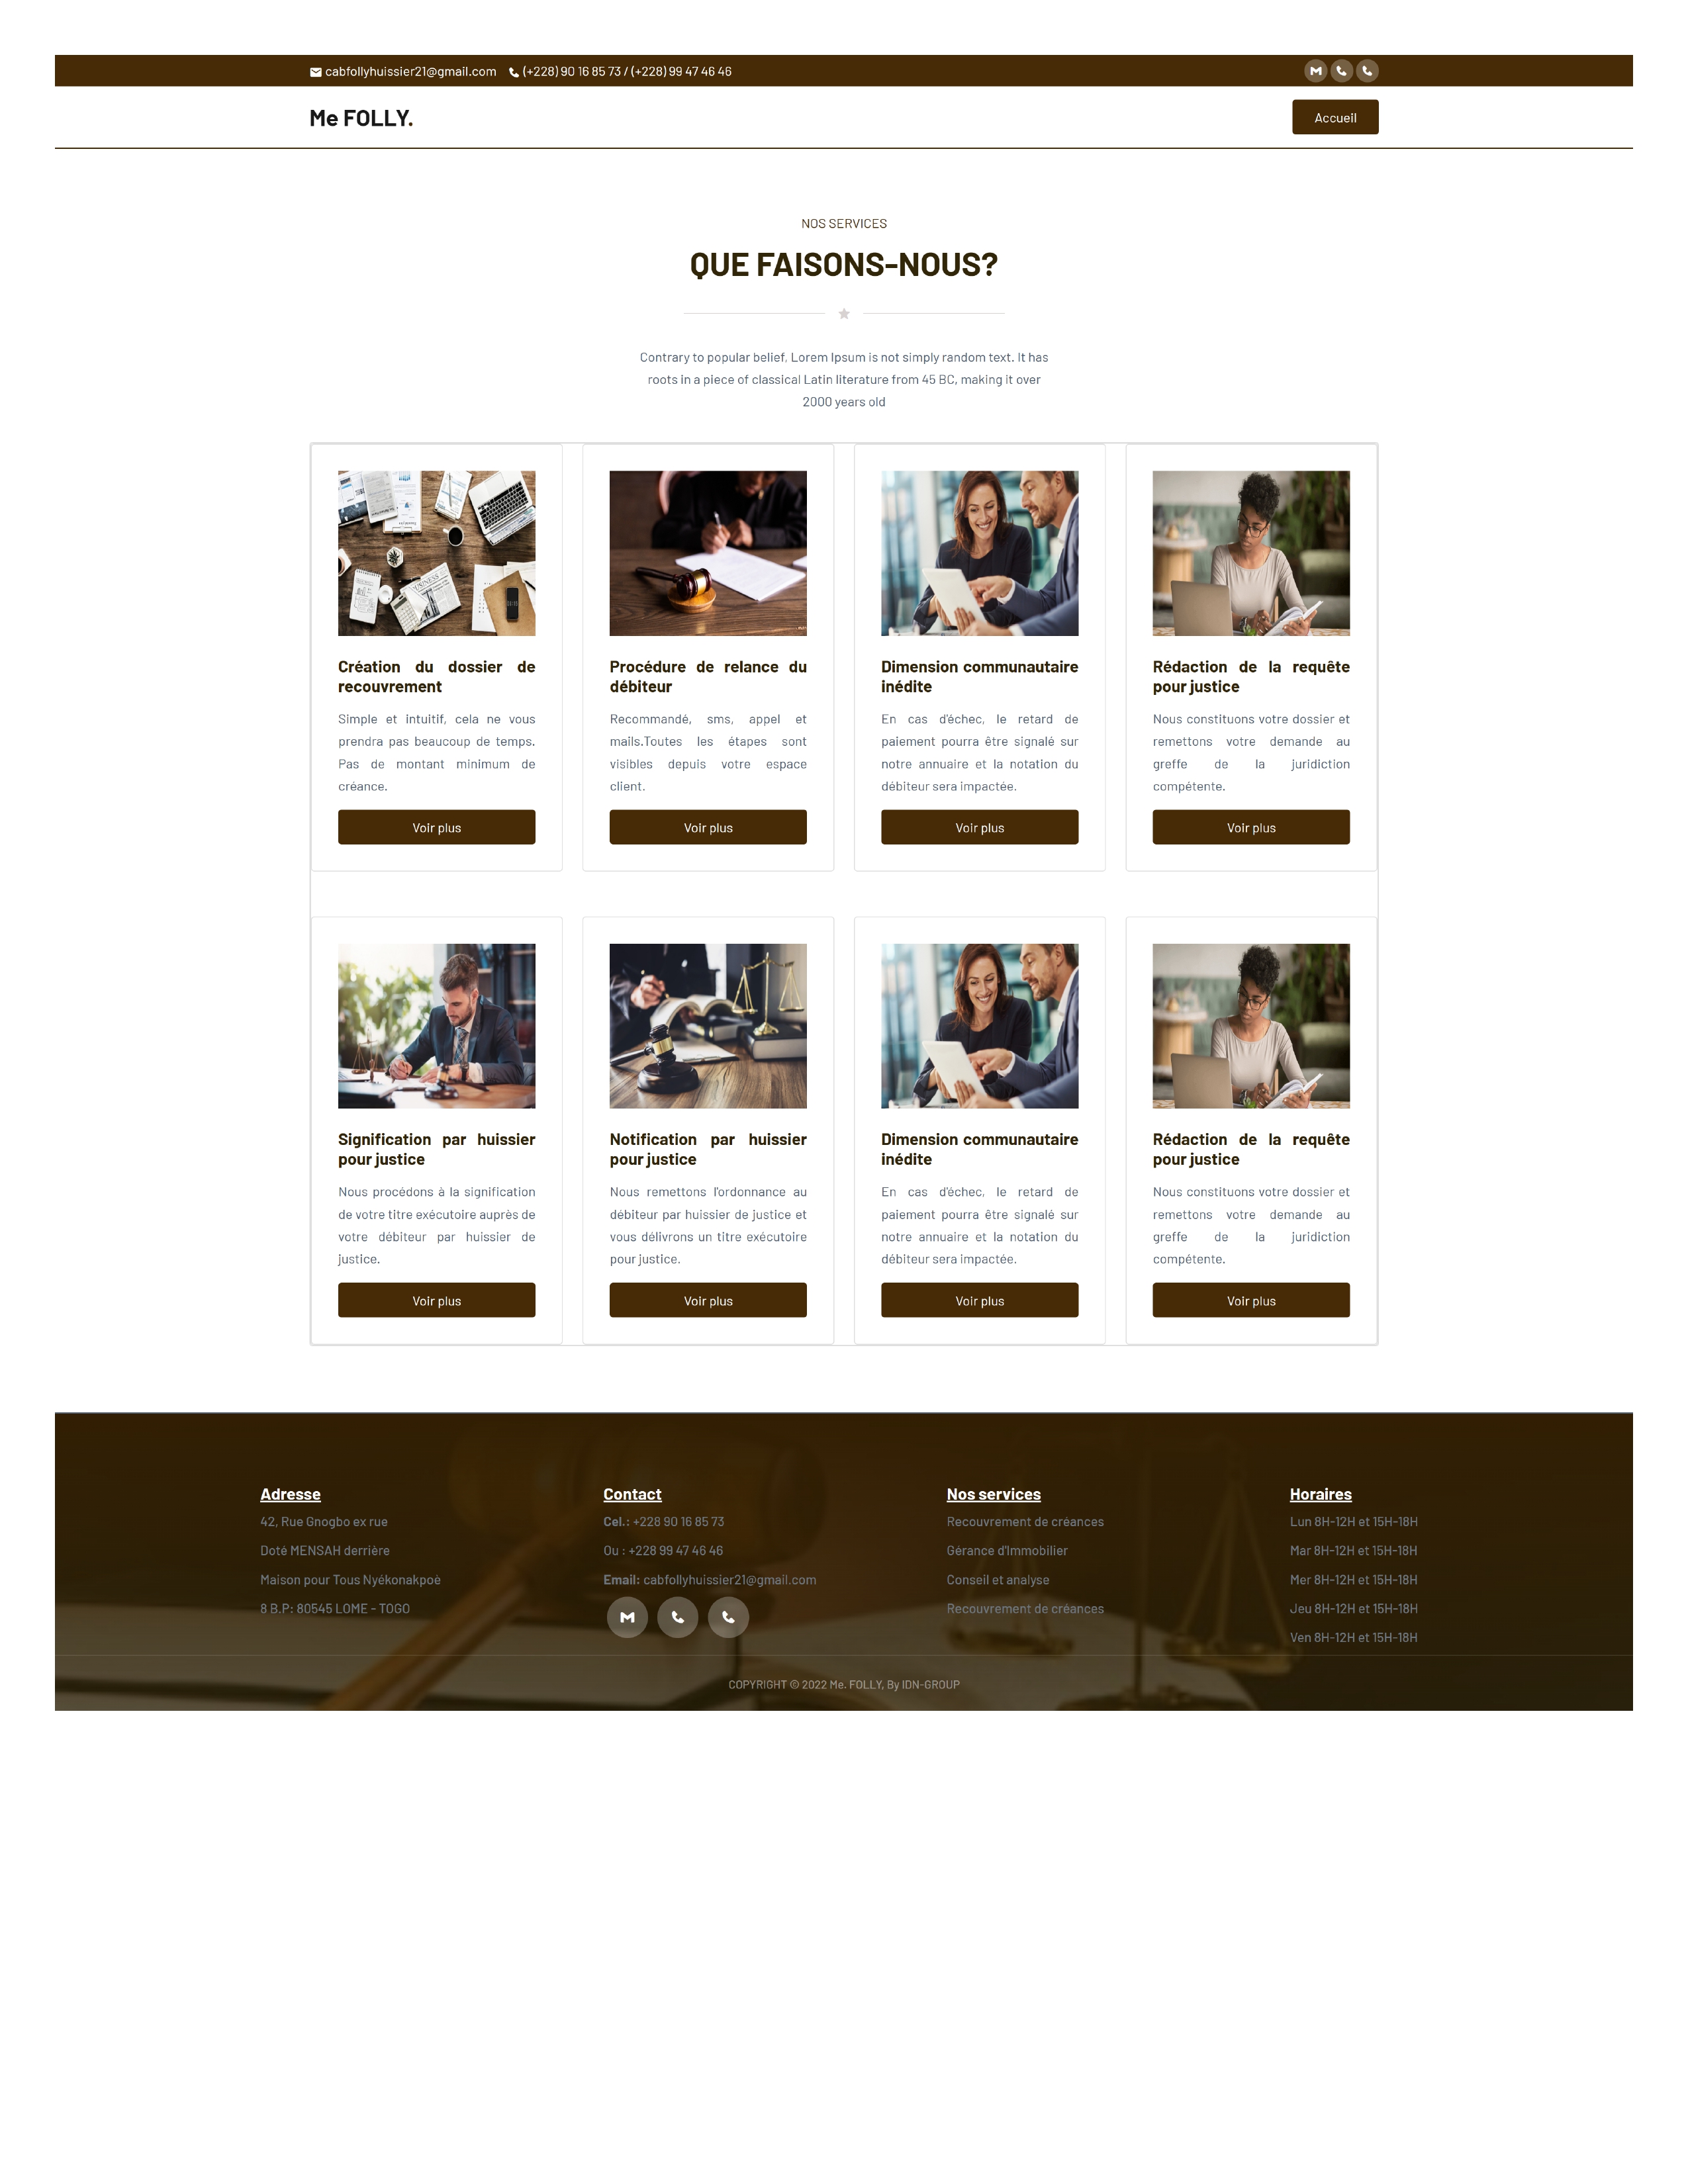 cabfollyhuissier21@gmail.com (+228) 90 16 85 73 / (+228) 99 47 46 46
Me FOLLY.
Accueil
NOS SERVICES
QUE FAISONS-NOUS?
Contrary to popular belief, Lorem Ipsum is not simply random text. It has
roots in a piece of classical Latin literature from 45 BC, making it over
2000 years old
Création du dossier de
recouvrement
Simple et intuitif, cela ne vous
prendra pas beaucoup de temps.
Pas de montant minimum de
créance.
Voir plus
Procédure de relance du
débiteur
Recommandé, sms, appel et
mails.Toutes les étapes sont
visibles depuis votre espace
client.
Voir plus
Dimension communautaire
inédite
En cas d'échec, le retard de
paiement pourra être signalé sur
notre annuaire et la notation du
débiteur sera impactée.
Voir plus
Rédaction de la requête
pour justice
Nous constituons votre dossier et
remettons votre demande au
greffe de la juridiction
compétente.
Voir plus
Signification par huissier
pour justice
Nous procédons à la signification
de votre titre exécutoire auprès de
votre débiteur par huissier de
justice.
Voir plus
Notification par huissier
pour justice
Nous remettons l'ordonnance au
débiteur par huissier de justice et
vous délivrons un titre exécutoire
pour justice.
Voir plus
Dimension communautaire
inédite
En cas d'échec, le retard de
paiement pourra être signalé sur
notre annuaire et la notation du
débiteur sera impactée.
Voir plus
Rédaction de la requête
pour justice
Nous constituons votre dossier et
remettons votre demande au
greffe de la juridiction
compétente.
Voir plus
Adresse
42, Rue Gnogbo ex rue
Doté MENSAH derrière
Maison pour Tous Nyékonakpoè
8 B.P: 80545 LOME - TOGO
Contact
Cel.: +228 90 16 85 73
Ou : +228 99 47 46 46
Email: cabfollyhuissier21@gmail.com
Nos services
Recouvrement de créances
Gérance d'Immobilier
Conseil et analyse
Recouvrement de créances
Horaires
Lun 8H-12H et 15H-18H
Mar 8H-12H et 15H-18H
Mer 8H-12H et 15H-18H
Jeu 8H-12H et 15H-18H
Ven 8H-12H et 15H-18H
COPYRIGHT © 2022 Me. FOLLY, By IDN-GROUP